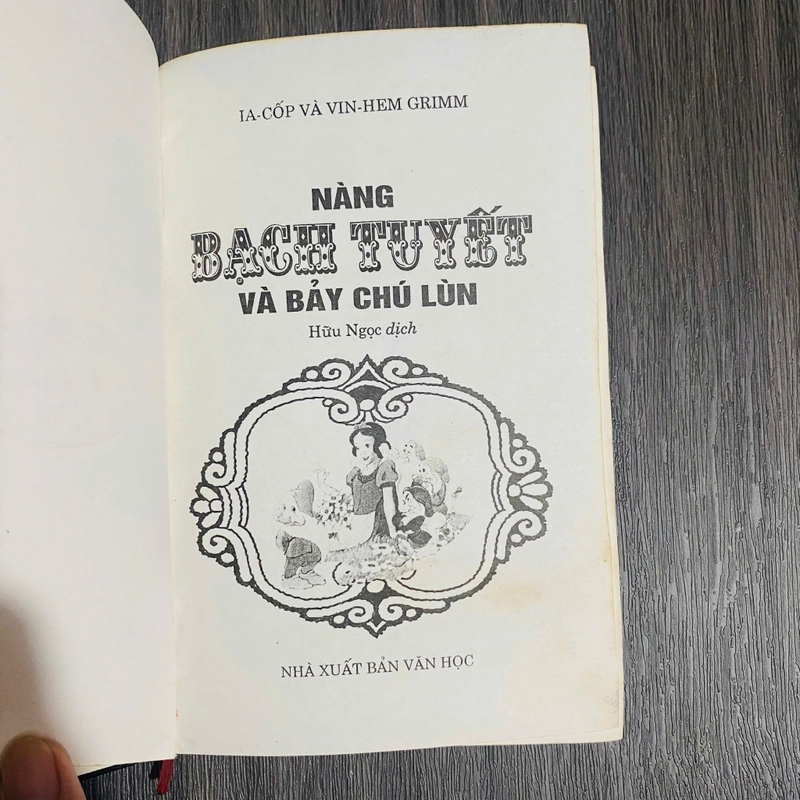 IA-CỐP VÀ VIN-HEM GRIMM
NÀNG
BẠCH TUYẾT
VÀ BẢY CHÚ LÙN
Hữu Ngọc dịch
NHÀ XUẤT BẢN VĂN HỌC